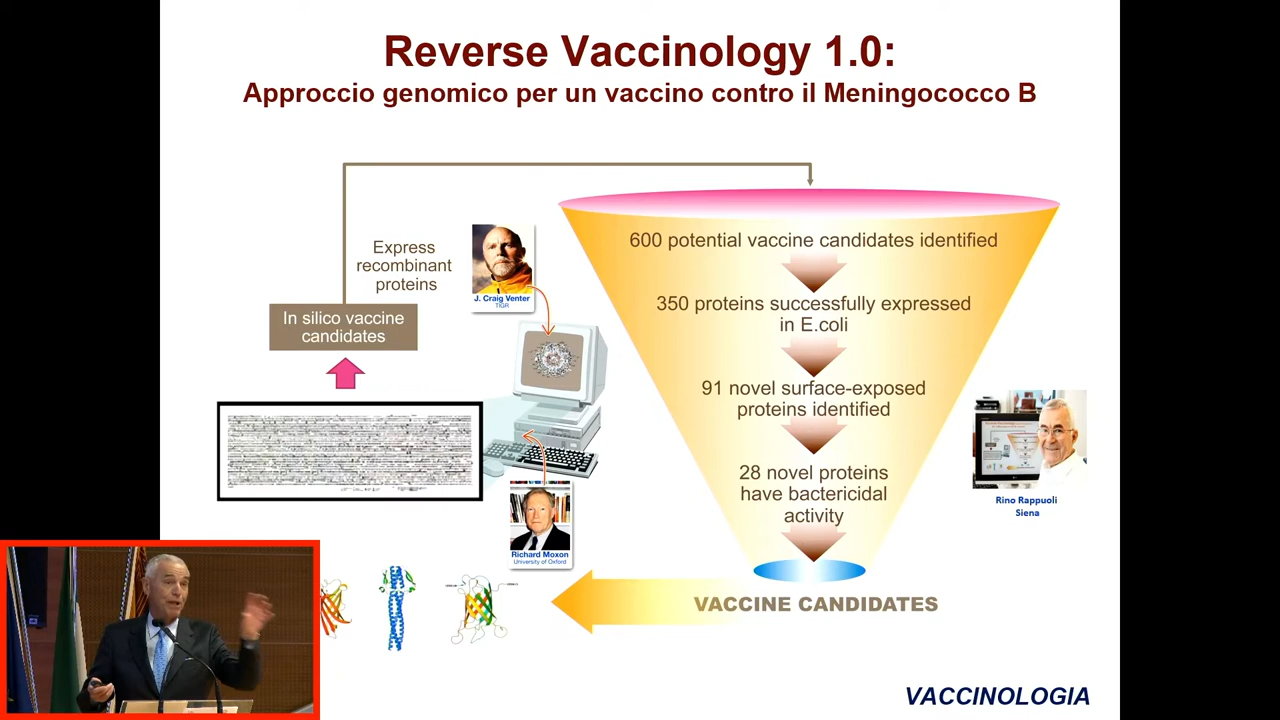 Reverse Vaccinology 1.0:
Approccio genomico per un vaccino contro il Meningococco B
Express
recombinant
proteins
In silico vaccine
candidates
J. Craig Venter
TIGR
Richard Moxon
University of Oxford
600 potential vaccine candidates identified
350 proteins successfully expressed
in E.coli
91 novel surface-exposed
proteins identified
28 novel proteins
have bactericidal
activity
Rino Rappuoli
Siena
VACCINE CANDIDATES
VACCINOLOGIA